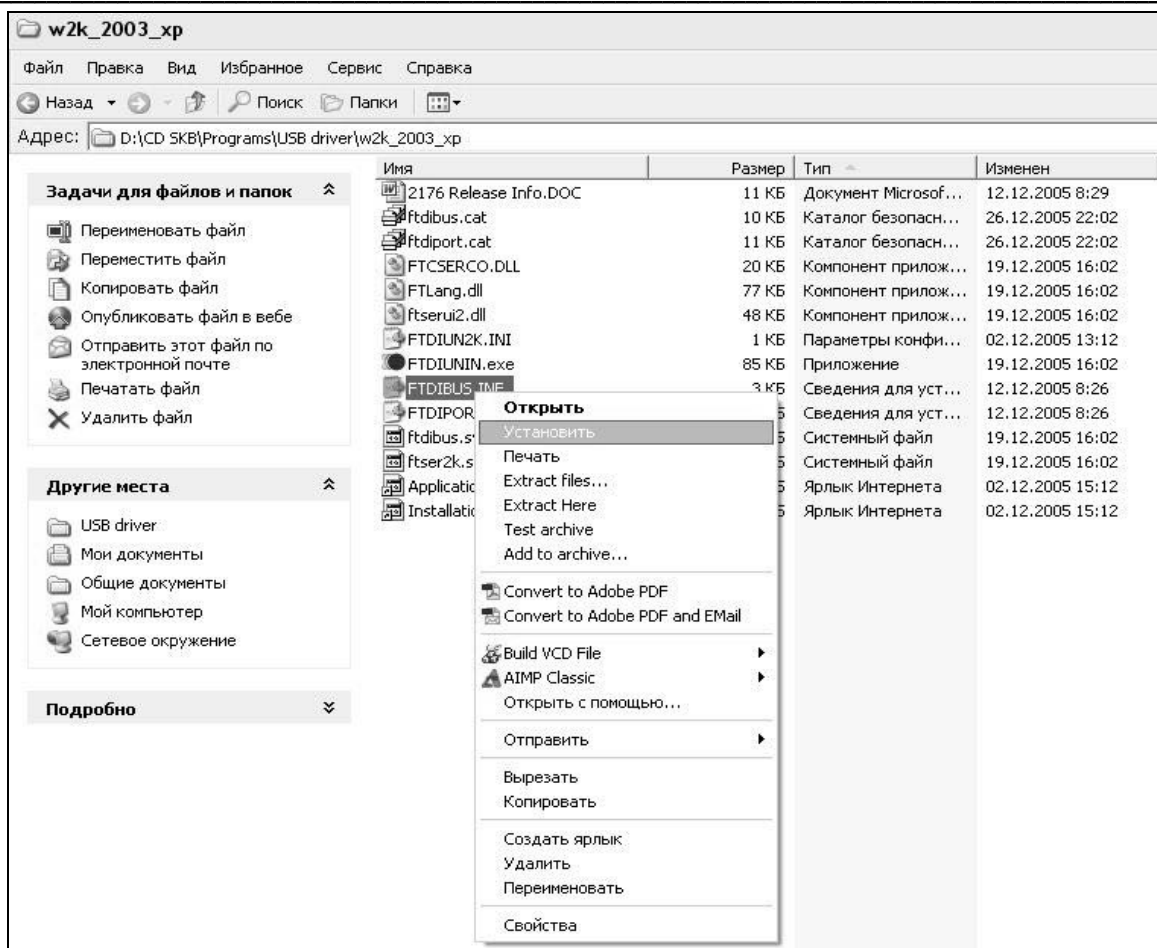 w2k_2003_xp
Файл Правка Вид Избранное Сервис Справка
Назад Поиск Папки
Адрес: D:\CD SKB\Programs\USB driver\w2k_2003_xp
Задачи для файлов и папок
Переименовать файл
Переместить файл
Копировать файл
Опубликовать файл в вебе
Отправить этот файл по
электронной почте
Печатать файл
Удалить файл
Другие места
USB driver
Мои документы
Общие документы
Мой компьютер
Сетевое окружение
Подробно
Имя Размер Тип Изменен
2176 Release Info.DOC 11 КБ Документ Microsof... 12.12.2005 8:29
ftdibus.cat 10 КБ Каталог безопасн... 26.12.2005 22:02
ftdiport.cat 11 КБ Каталог безопасн... 26.12.2005 22:02
FTCSERCO.DLL 20 КБ Компонент прилож... 19.12.2005 16:02
FTLang.dll 77 КБ Компонент прилож... 19.12.2005 16:02
ftserui2.dll 48 КБ Компонент прилож... 19.12.2005 16:02
FTDIUN2K.INI 1 КБ Параметры конфи... 02.12.2005 13:12
FTDIUNIN.exe 85 КБ Приложение 19.12.2005 16:02
FTDIBUS.INF 3 КБ Сведения для уст... 12.12.2005 8:26
FTDIPOR Б Сведения для уст... 12.12.2005 8:26
ftdibus.s Б Системный файл 19.12.2005 16:02
ftser2k.s Б Системный файл 19.12.2005 16:02
Applicatio Б Ярлык Интернета 02.12.2005 15:12
Installatio Б Ярлык Интернета 02.12.2005 15:12
Открыть
Установить
Печать
Extract files...
Extract Here
Test archive
Add to archive...
Convert to Adobe PDF
Convert to Adobe PDF and EMail
Build VCD File
AIMP Classic
Открыть с помощью...
Отправить
Вырезать
Копировать
Создать ярлык
Удалить
Переименовать
Свойства